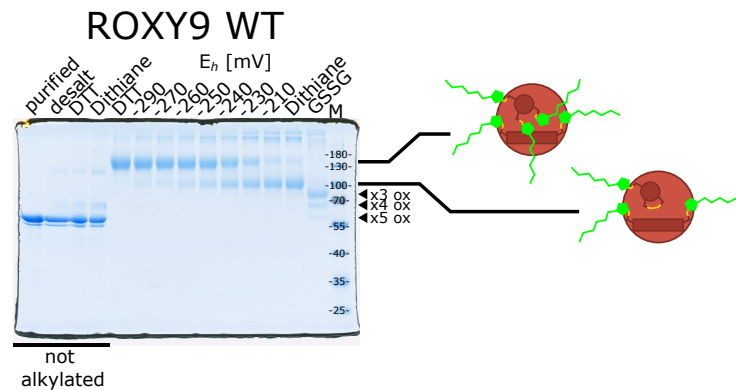 ROXY9 WT
E_h [mV]
purified
desalt
DTT
Dithiane
DTT
-290
-270
-260
-250
-240
-230
-210
Dithiane
GSSG
M
-180-
-130-
-100-
-70-
-55-
-40-
-35-
-25-
x3 ox
x4 ox
x5 ox
not
alkylated